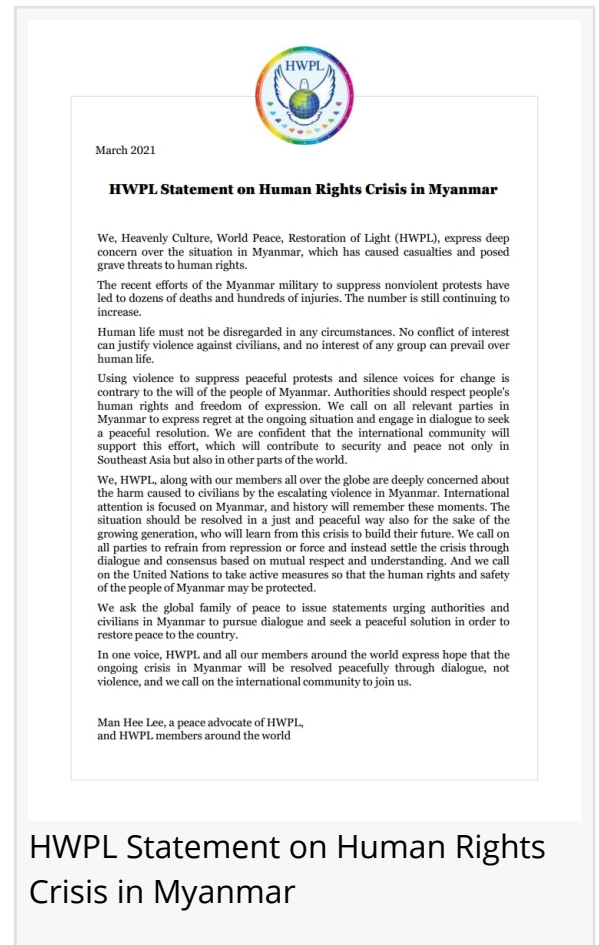 HWPL
March 2021
HWPL Statement on Human Rights Crisis in Myanmar
We, Heavenly Culture, World Peace, Restoration of Light (HWPL), express deep
concern over the situation in Myanmar, which has caused casualties and posed
grave threats to human rights.
The recent efforts of the Myanmar military to suppress nonviolent protests have
led to dozens of deaths and hundreds of injuries. The number is still continuing to
increase.
Human life must not be disregarded in any circumstances. No conflict of interest
can justify violence against civilians, and no interest of any group can prevail over
human life.
Using violence to suppress peaceful protests and silence voices for change is
contrary to the will of the people of Myanmar. Authorities should respect people's
human rights and freedom of expression. We call on all relevant parties in
Myanmar to express regret at the ongoing situation and engage in dialogue to seek
a peaceful resolution. We are confident that the international community will
support this effort, which will contribute to security and peace not only in
Southeast Asia but also in other parts of the world.
We, HWPL, along with our members all over the globe are deeply concerned about
the harm caused to civilians by the escalating violence in Myanmar. International
attention is focused on Myanmar, and history will remember these moments. The
situation should be resolved in a just and peaceful way also for the sake of the
growing generation, who will learn from this crisis to build their future. We call on
all parties to refrain from repression or force and instead settle the crisis through
dialogue and consensus based on mutual respect and understanding. And we call
on the United Nations to take active measures so that the human rights and safety
of the people of Myanmar may be protected.
We ask the global family of peace to issue statements urging authorities and
civilians in Myanmar to pursue dialogue and seek a peaceful solution in order to
restore peace to the country.
In one voice, HWPL and all our members around the world express hope that the
ongoing crisis in Myanmar will be resolved peacefully through dialogue, not
violence, and we call on the international community to join us.
Man Hee Lee, a peace advocate of HWPL,
and HWPL members around the world
HWPL Statement on Human Rights
Crisis in Myanmar